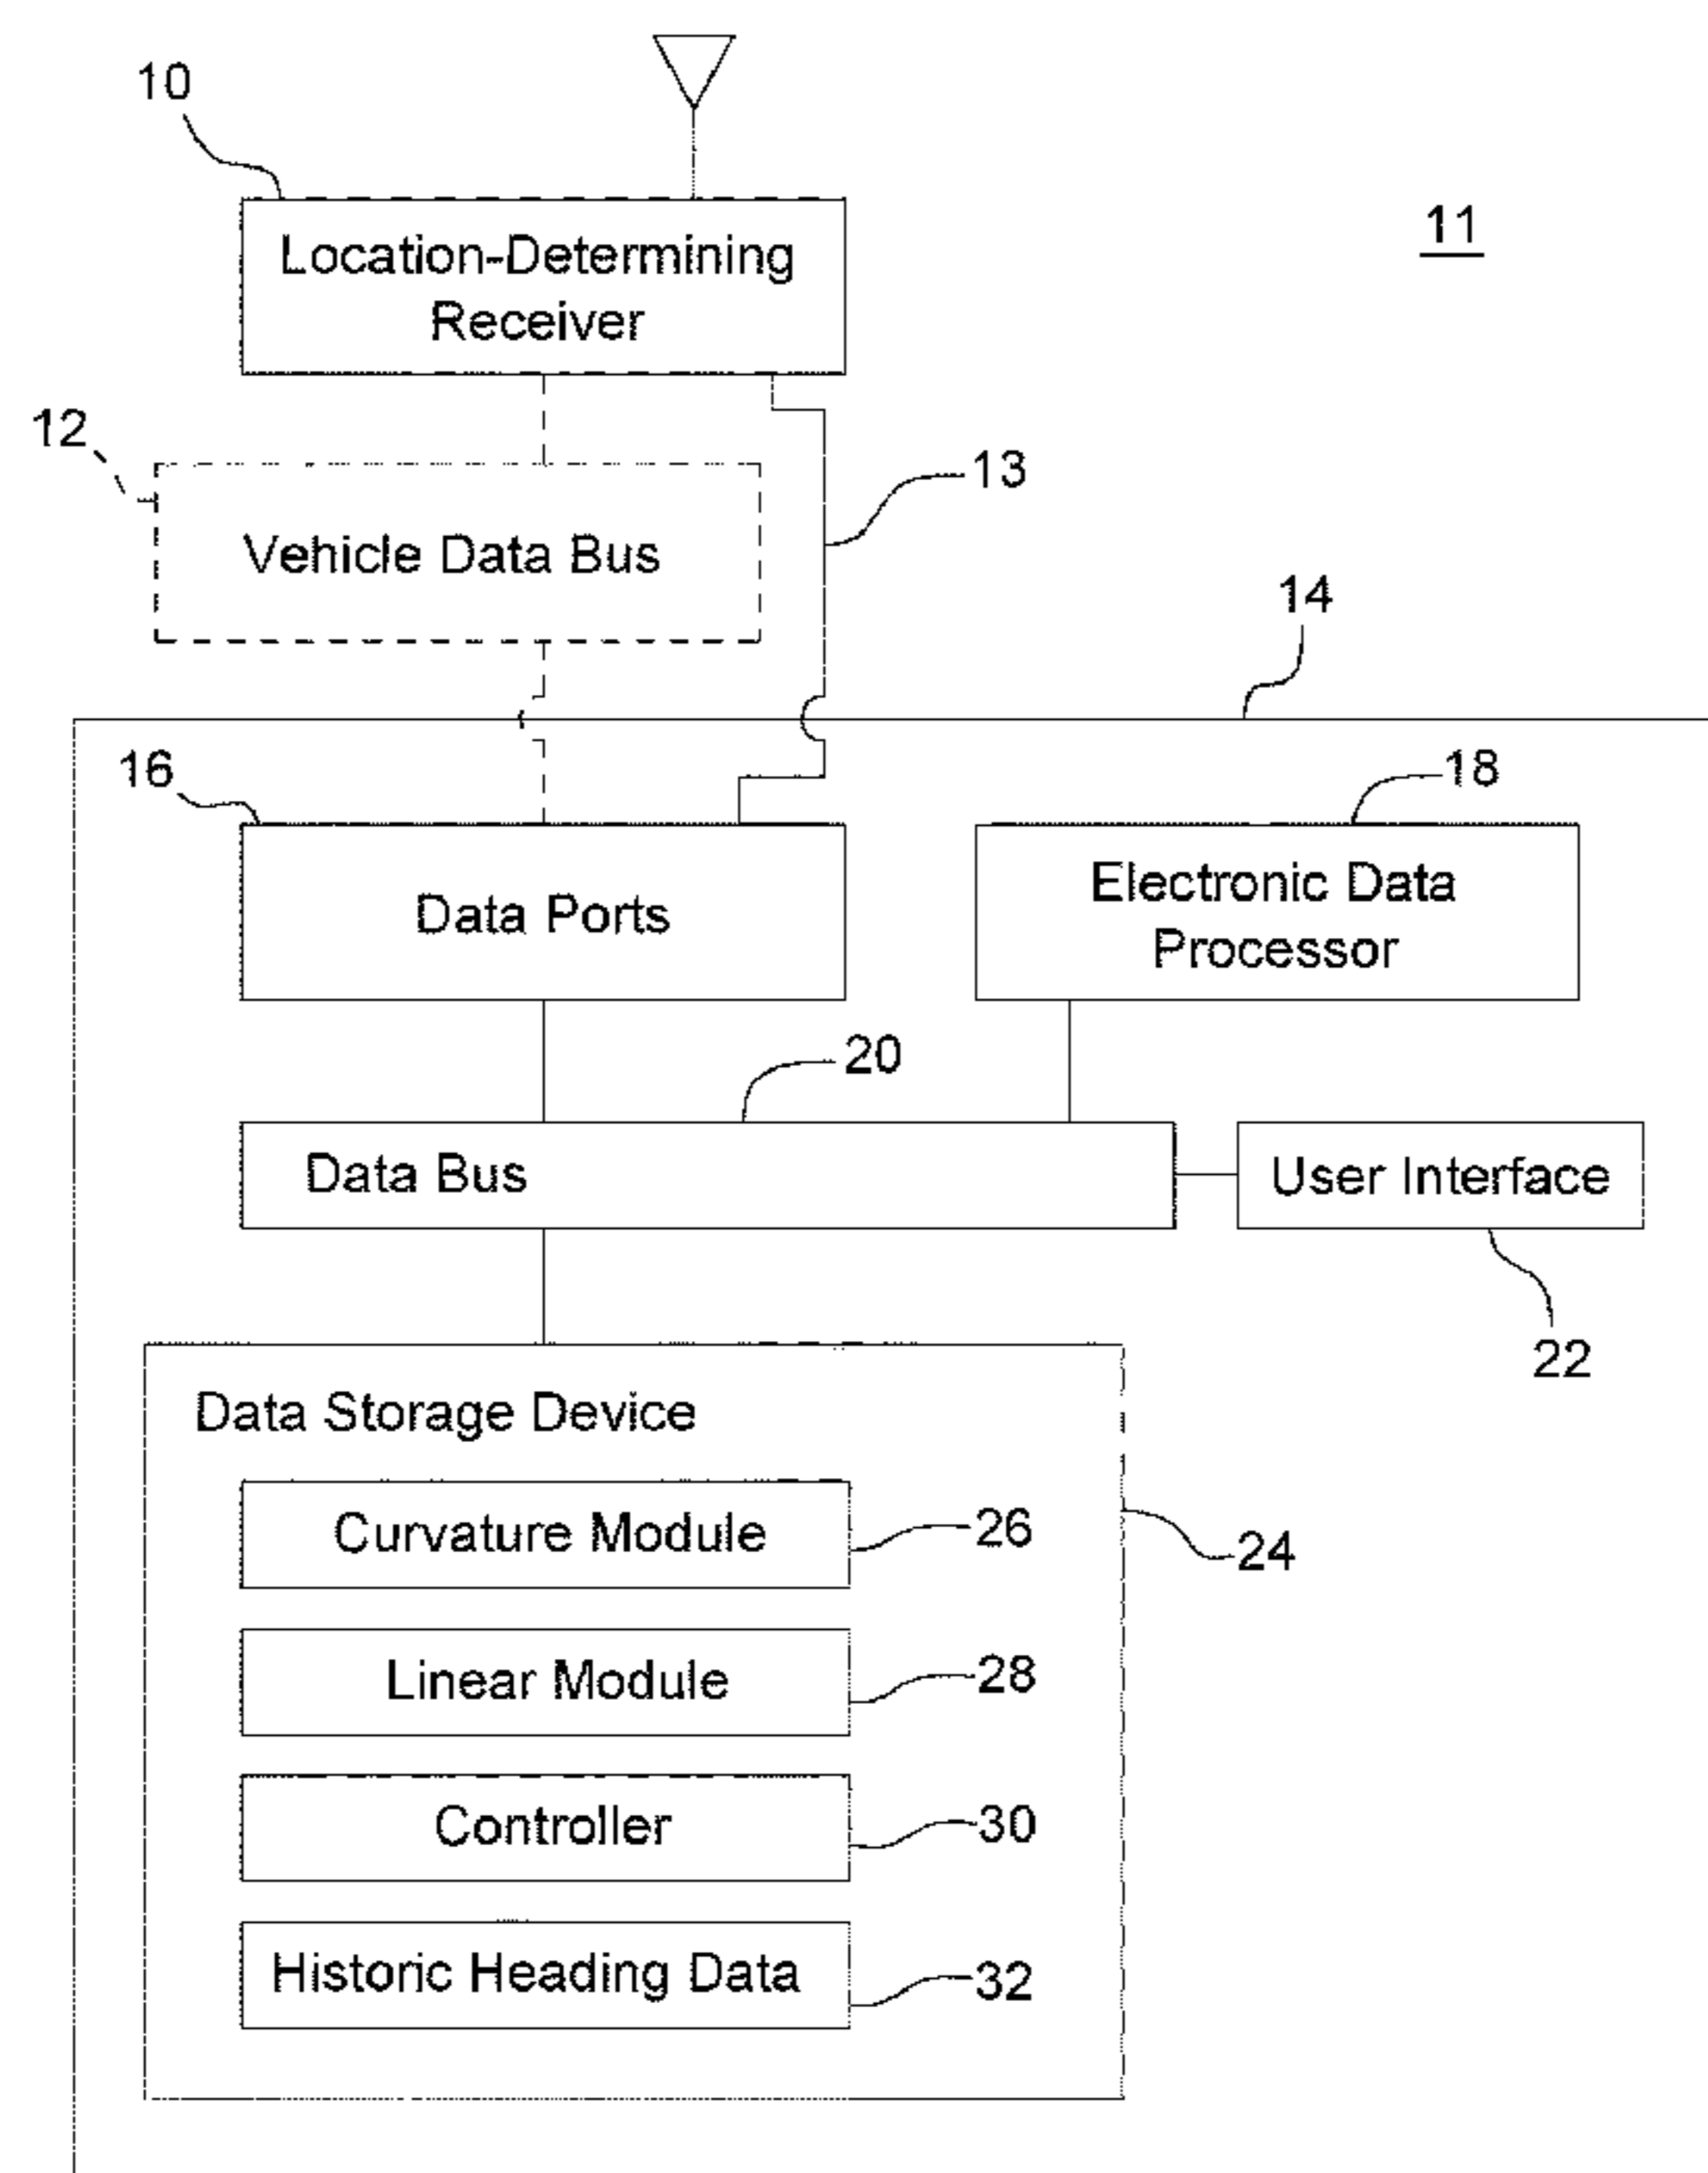 10
11
Location-Determining
Receiver
12
13
Vehicle Data Bus
14
16
18
Data Ports
Electronic Data
Processor
20
Data Bus
User Interface
22
Data Storage Device
Curvature Module
26
24
Linear Module
28
Controller
30
Historic Heading Data
32